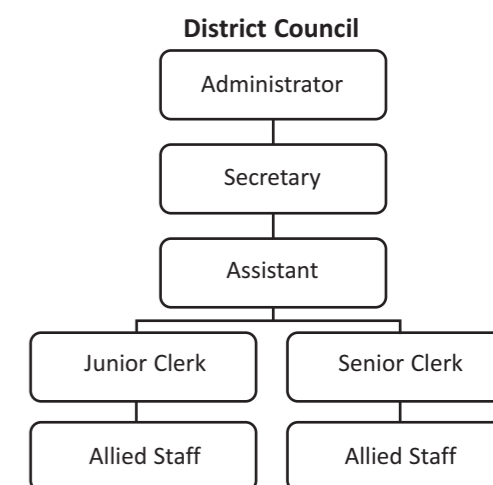 District Council
Administrator
Secretary
Assistant
Junior Clerk
Senior Clerk
Allied Staff
Allied Staff